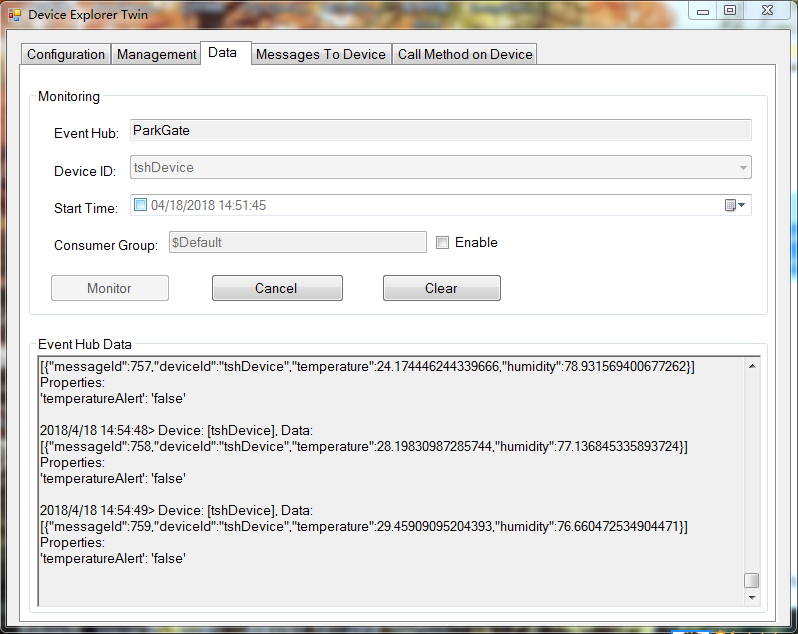 Device Explorer Twin
Configuration Management Data Messages To Device Call Method on Device
Monitoring
Event Hub: ParkGate
Device ID: tshDevice
Start Time: 04/18/2018 14:51:45
Consumer Group: $Default Enable
Monitor Cancel Clear
Event Hub Data
[{"messageId":757,"deviceId":"tshDevice","temperature":24.174446244339666,"humidity":78.931569400677262}]
Properties:
'temperatureAlert': 'false'
2018/4/18 14:54:48> Device: [tshDevice], Data:
[{"messageId":758,"deviceId":"tshDevice","temperature":28.19830987285744,"humidity":77.136845335893724}]
Properties:
'temperatureAlert': 'false'
2018/4/18 14:54:49> Device: [tshDevice], Data:
[{"messageId":759,"deviceId":"tshDevice","temperature":29.45909095204393,"humidity":76.660472534904471}]
Properties:
'temperatureAlert': 'false'